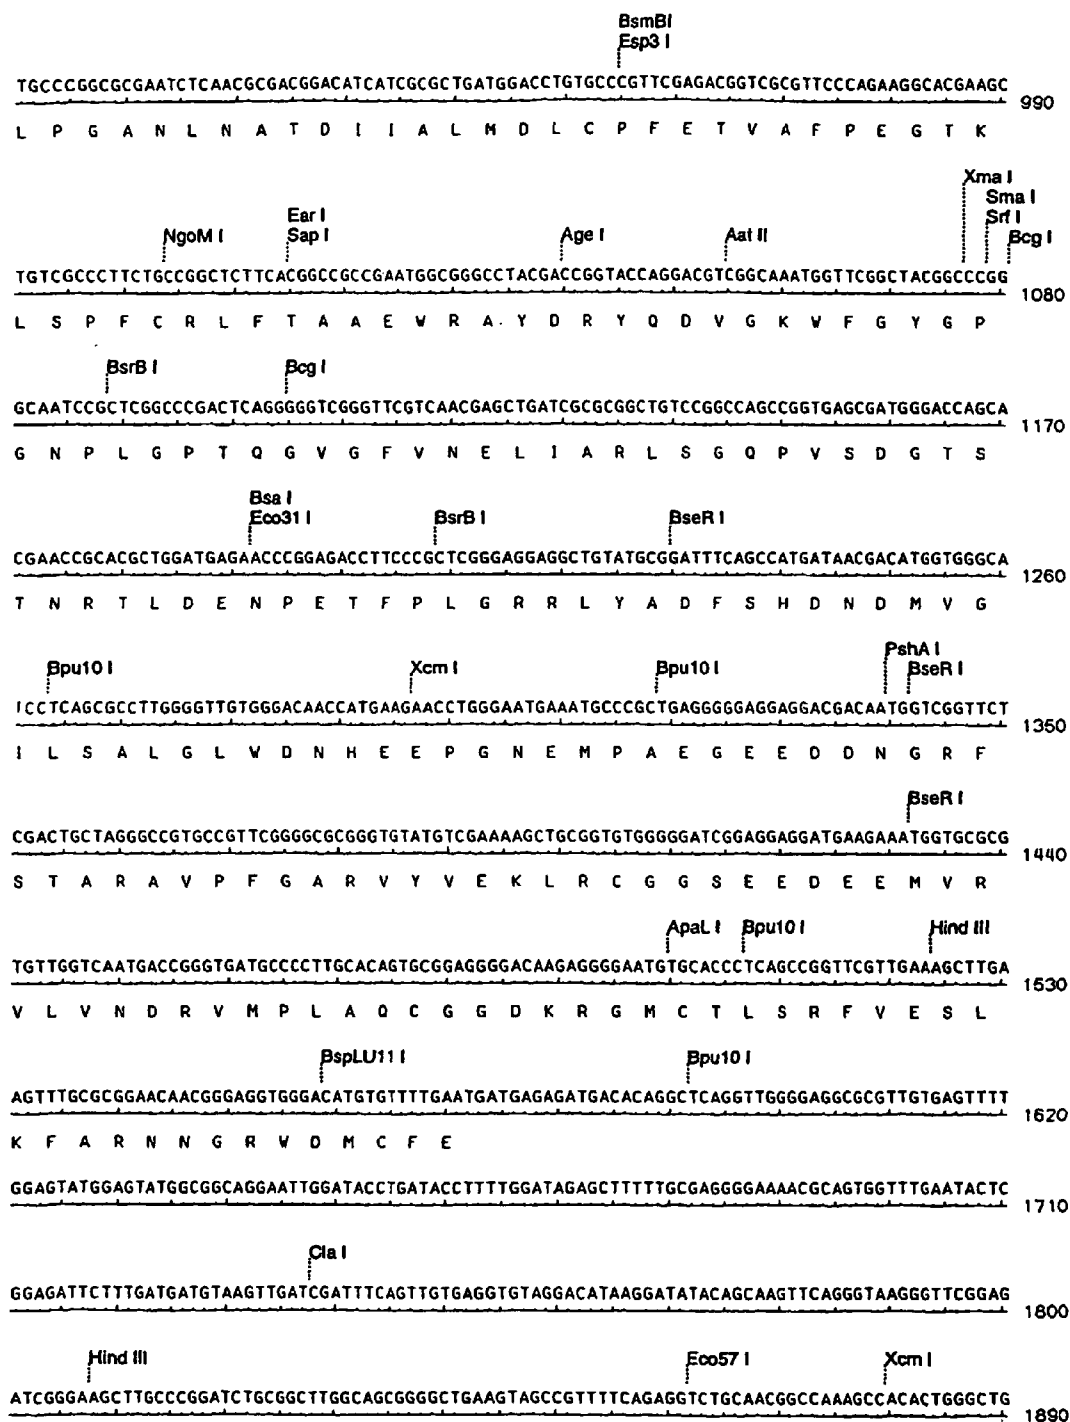 BsmBI
Esp3 I
TGCCCGGCGCGAATCTCAACGCGACGGACATCATCGCGCTGATGGACCTGTGCCCGTTCGAGACGGTCGCGTTCCCAGAAGGCACGAAGC
990
L P G A N L N A T D I I A L M D L C P F E T V A F P E G T K
Xma I
Ear I Sma I
NgoM I Sap I Age I Aat II Srf I Bcg I
TGTCGCCCTTCTGCCGGCTCTTCACGGCCGCCGAATGGCGGGCCTACGACCGGTACCAGGACGTCGGCAAATGGTTCGGCTACGGCCCGG
1080
L S P F C R L F T A A E W R A Y D R Y Q D V G K W F G Y G P
BsrB I Bcg I
GCAATCCGCTCGGCCCGACTCAGGGGGTCGGGTTCGTCAACGAGCTGATCGCGCGGCTGTCCGGCCAGCCGGTGAGCGATGGGACCAGCA
1170
G N P L G P T Q G V G F V N E L I A R L S G Q P V S D G T S
Bsa I
Eco31 I BsrB I BseR I
CGAACCGCACGCTGGATGAGAACCCGGAGACCTTCCCGCTCGGGAGGAGGCTGTATGCGGATTTCAGCCATGATAACGACATGGTGGGCA
1260
T N R T L D E N P E T F P L G R R L Y A D F S H D N D M V G
PshA I
Bpu10 I Xcm I Bpu10 I BseR I
TCCTCAGCGCCTTGGGGTTGTGGGACAACCATGAAGAACCTGGGAATGAAATGCCCGCTGAGGGGGAGGAGGACGACAATGGTCGGTTCT
1350
I L S A L G L W D N H E E P G N E M P A E G E E D D N G R F
BseR I
CGACTGCTAGGGCCGTGCCGTTCGGGGCGCGGGTGTATGTCGAAAAGCTGCGGTGTGGGGGATCGGAGGAGGATGAAGAAATGGTGCGCG
1440
S T A R A V P F G A R V Y V E K L R C G G S E E D E E M V R
ApaL I Bpu10 I Hind III
TGTTGGTCAATGACCGGGTGATGCCCCTTGCACAGTGCGGAGGGGACAAGAGGGGAATGTGCACCCTCAGCCGGTTCGTTGAAAGCTTGA
1530
V L V N D R V M P L A Q C G G D K R G M C T L S R F V E S L
BspLU11 I Bpu10 I
AGTTTGCGCGGAACAACGGGAGGTGGGACATGTGTTTTGAATGATGAGAGATGACACAGGCTCAGGTTGGGGAGGCGCGTTGTGAGTTTT
1620
K F A R N N G R W D M C F E
GGAGTATGGAGTATGGCGGCAGGAATTGGATACCTGATACCTTTTGGATAGAGCTTTTTGCGAGGGGAAAACGCAGTGGTTTGAATACTC
1710
Cla I
GGAGATTCTTTGATGATGTAAGTTGATCGATTTCAGTTGTGAGGTGTAGGACATAAGGATATACAGCAAGTTCAGGGTAAGGGTTCGGAG
1800
Hind III Eco57 I Xcm I
ATCGGGAAGCTTGCCCGGATCTGCGGCTTGGCAGCGGGGCTGAAGTAGCCGTTTTCAGAGGTCTGCAACGGCCAAAGCCACACTGGGCTG
1890